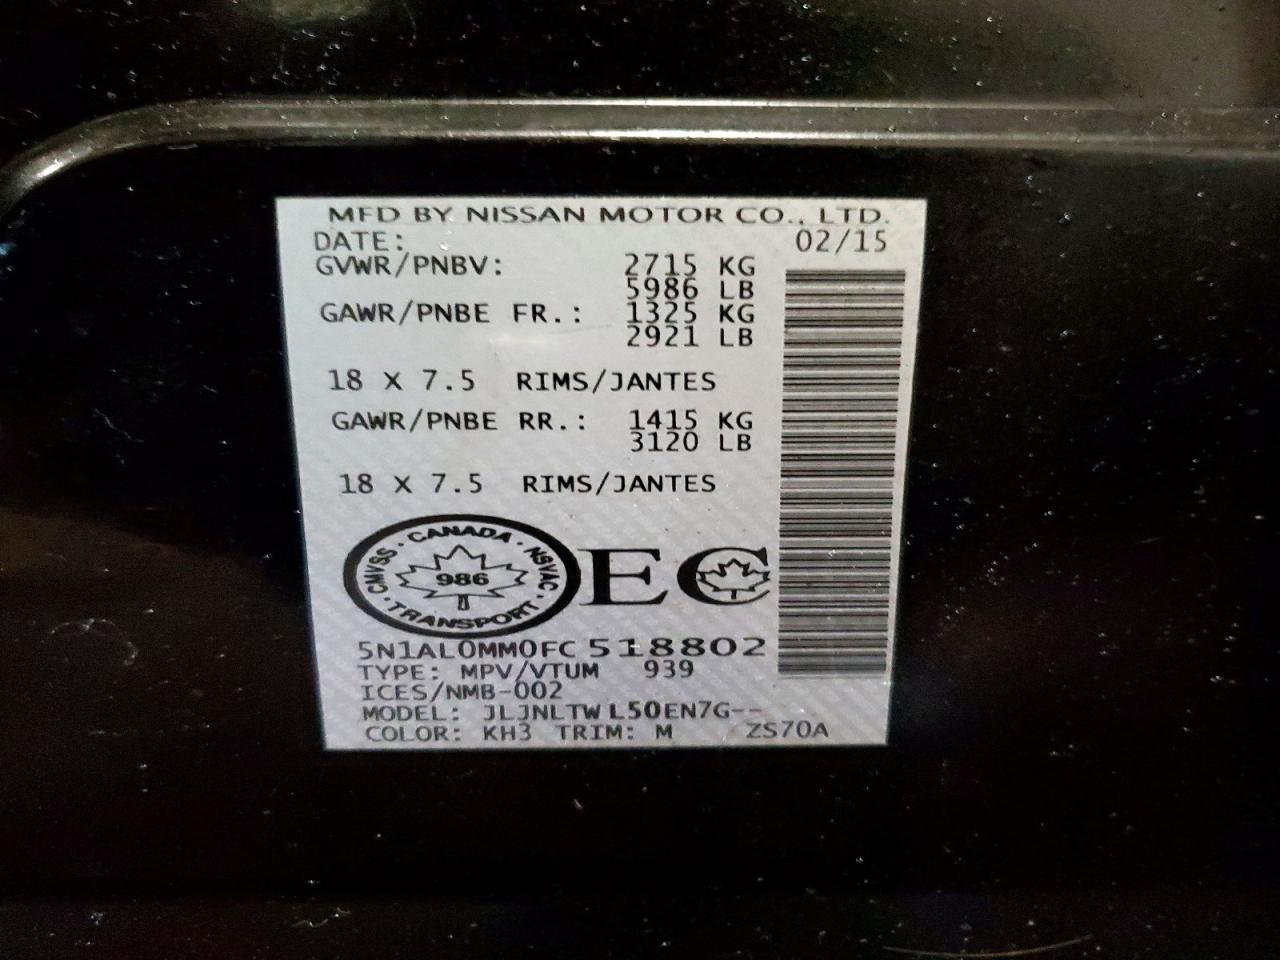 MFD BY NISSAN MOTOR CO., LTD.
DATE: 02/15
GVWR/PNBV: 2715 KG
5986 LB
GAWR/PNBE FR.: 1325 KG
2921 LB
18 X 7.5 RIMS/JANTES
GAWR/PNBE RR.: 1415 KG
3120 LB
18 X 7.5 RIMS/JANTES
CANADA · NSVAC · TRANSPORT · CMVSS ·
986
EC
5N1AL0MM0FC518802
TYPE: MPV/VTUM 939
ICES/NMB-002
MODEL: JLJNLTWL50EN7G--
COLOR: KH3 TRIM: M ZS70A